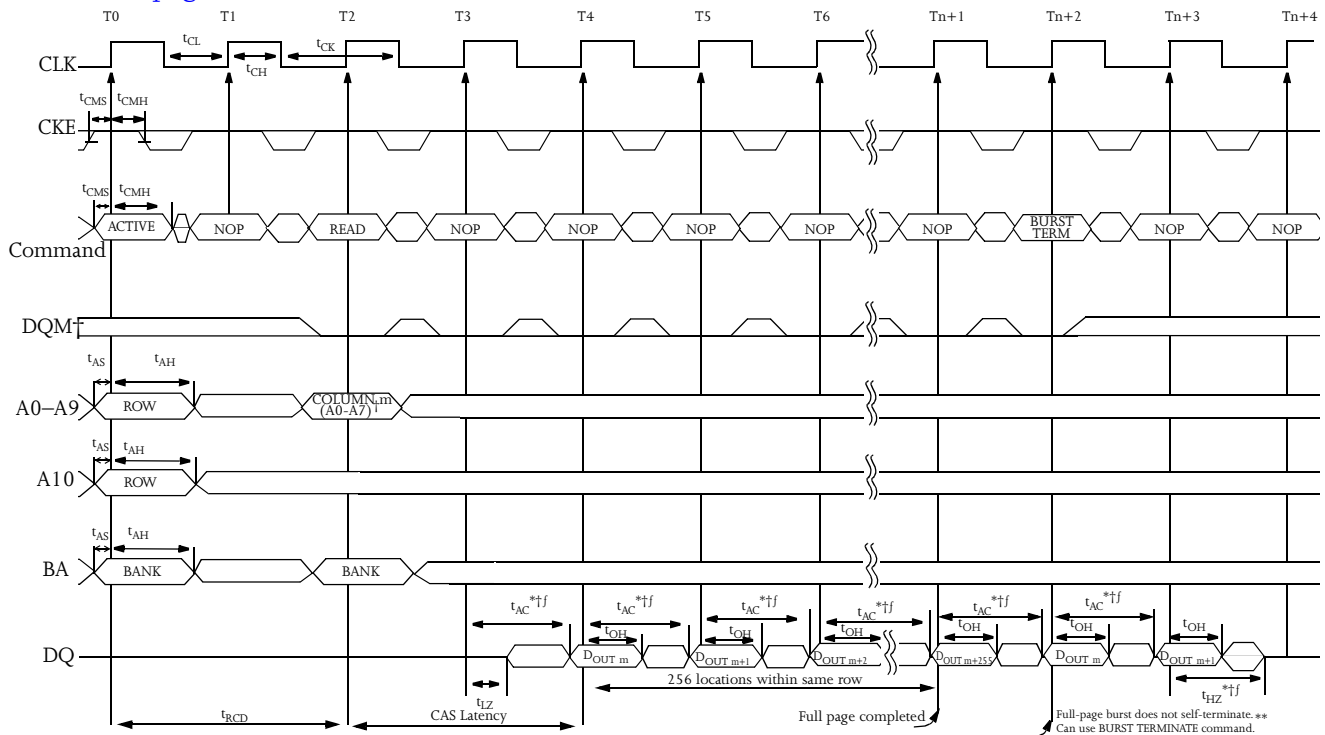 T0 T1 T2 T3 T4 T5 T6 Tn+1 Tn+2 Tn+3 Tn+4
tCL tCK
CLK
tCH
tCMS tCMH
CKE
tCMS tCMH
ACTIVE NOP READ NOP NOP NOP NOP NOP BURST TERM NOP NOP
Command
DQM
tAS tAH
A0–A9 ROW COLUMN m (A0-A7)†
tAS tAH
A10 ROW
tAS tAH
BA BANK BANK
tAC*†ƒ tAC*†ƒ tAC*†ƒ tAC*†ƒ tAC*†ƒ tAC*†ƒ
tOH tOH tOH tOH tOH tOH
DQ DOUT m DOUT m+1 DOUT m+2 DOUT m+255 DOUT m DOUT m+1
256 locations within same row
tLZ tHZ*†ƒ
tRCD CAS Latency Full page completed Full-page burst does not self-terminate.**
Can use BURST TERMINATE command.